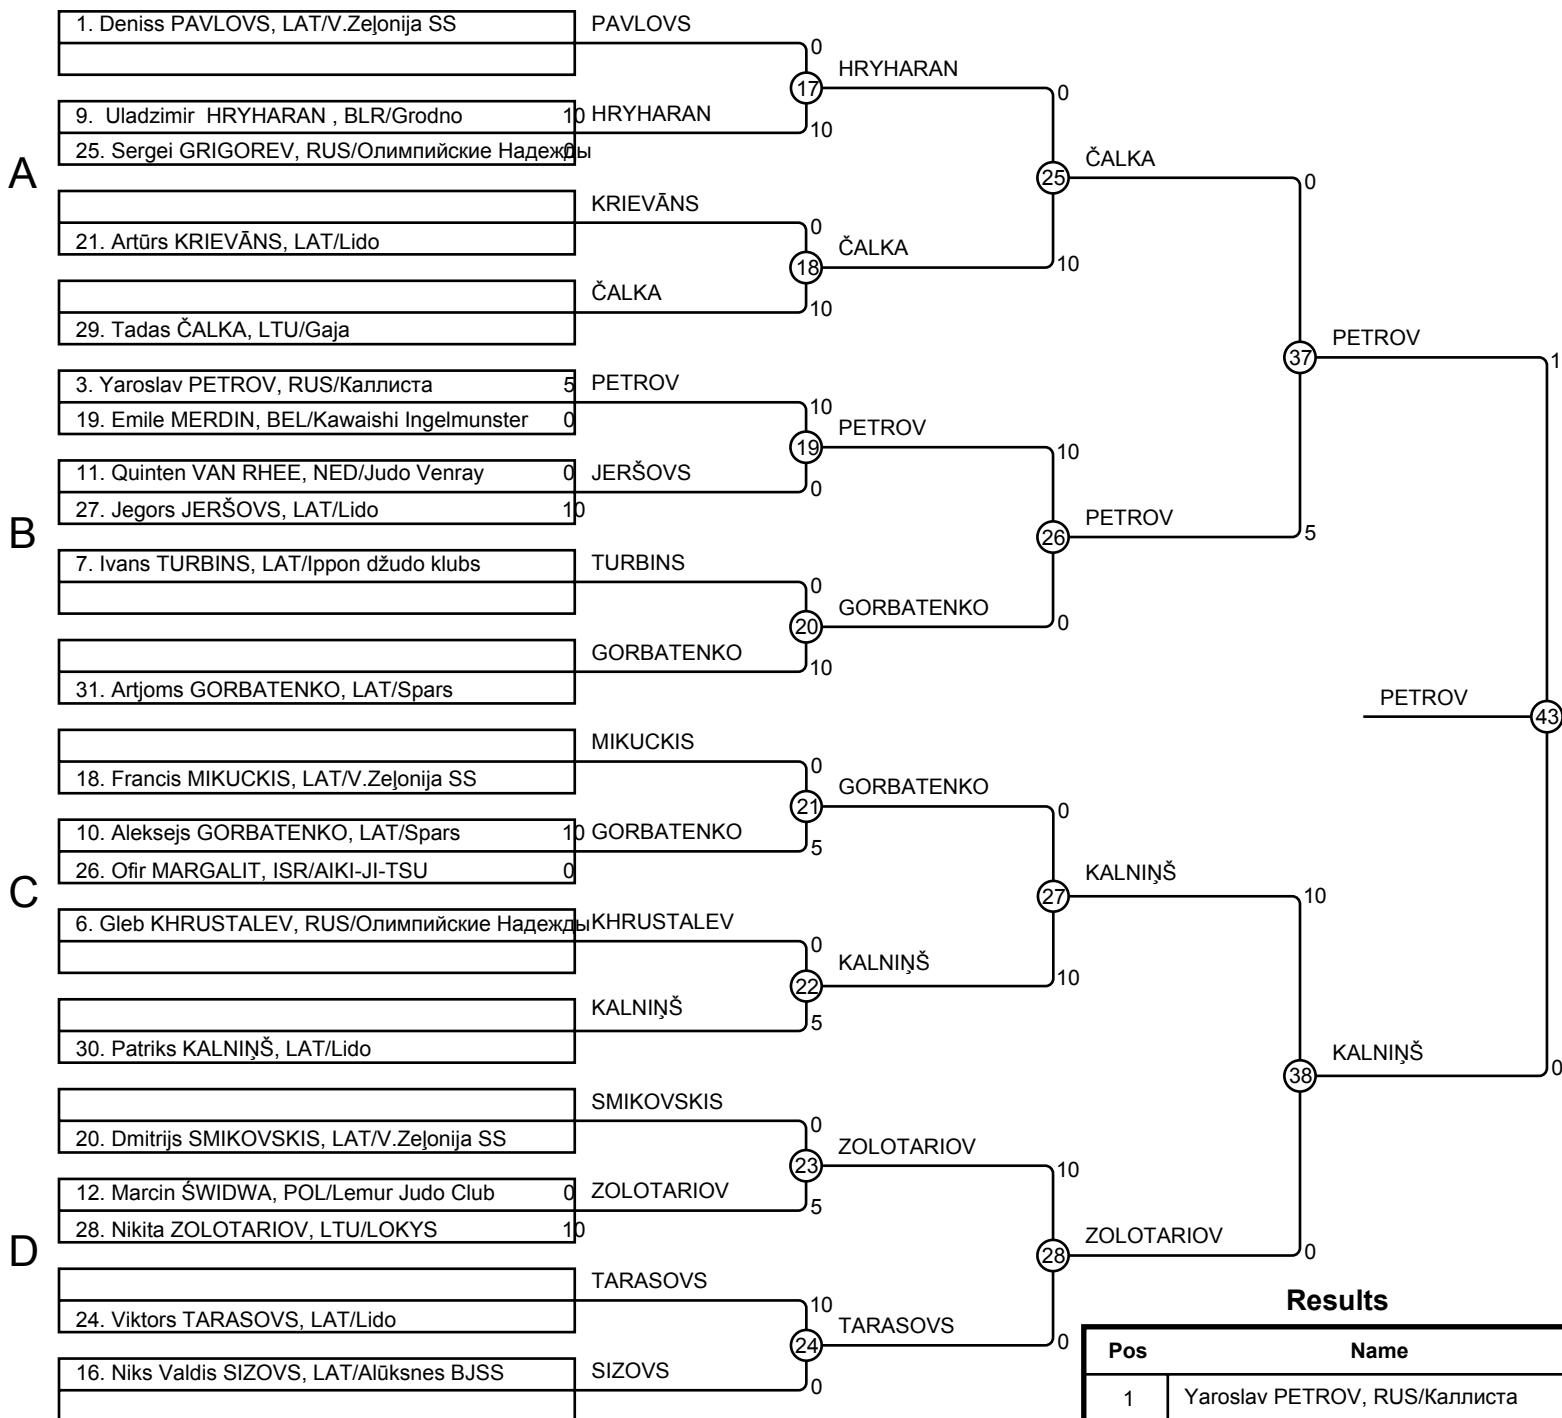 1. Deniss PAVLOVS, LAT/V.Zeļonija SS
PAVLOVS
0
17
HRYHARAN
0
9. Uladzimir HRYHARAN , BLR/Grodno 10
HRYHARAN
10
25. Sergei GRIGOREV, RUS/Олимпийские Надежды 0
A
25
ČALKA
0
KRIEVĀNS
0
21. Artūrs KRIEVĀNS, LAT/Lido
18
ČALKA
10
ČALKA
10
29. Tadas ČALKA, LTU/Gaja
37
PETROV
1
3. Yaroslav PETROV, RUS/Каллиста 5
PETROV
10
19. Emile MERDIN, BEL/Kawaishi Ingelmunster 0
19
PETROV
10
11. Quinten VAN RHEE, NED/Judo Venray 0
JERŠOVS
0
27. Jegors JERŠOVS, LAT/Lido 10
B
26
PETROV
5
7. Ivans TURBINS, LAT/Ippon džudo klubs
TURBINS
0
20
GORBATENKO
0
GORBATENKO
10
31. Artjoms GORBATENKO, LAT/Spars
PETROV
43
MIKUCKIS
0
18. Francis MIKUCKIS, LAT/V.Zeļonija SS
21
GORBATENKO
0
10. Aleksejs GORBATENKO, LAT/Spars 10
GORBATENKO
5
26. Ofir MARGALIT, ISR/AIKI-JI-TSU 0
C
27
KALNIŅŠ
10
6. Gleb KHRUSTALEV, RUS/Олимпийские Надежды
KHRUSTALEV
0
22
KALNIŅŠ
10
KALNIŅŠ
5
30. Patriks KALNIŅŠ, LAT/Lido
38
KALNIŅŠ
0
SMIKOVSKIS
0
20. Dmitrijs SMIKOVSKIS, LAT/V.Zeļonija SS
23
ZOLOTARIOV
10
12. Marcin ŚWIDWA, POL/Lemur Judo Club 0
ZOLOTARIOV
5
28. Nikita ZOLOTARIOV, LTU/LOKYS 10
D
28
ZOLOTARIOV
0
TARASOVS
10
24. Viktors TARASOVS, LAT/Lido
24
TARASOVS
0
16. Niks Valdis SIZOVS, LAT/Alūksnes BJSS
SIZOVS
0
Results
Pos Name
1 Yaroslav PETROV, RUS/Каллиста